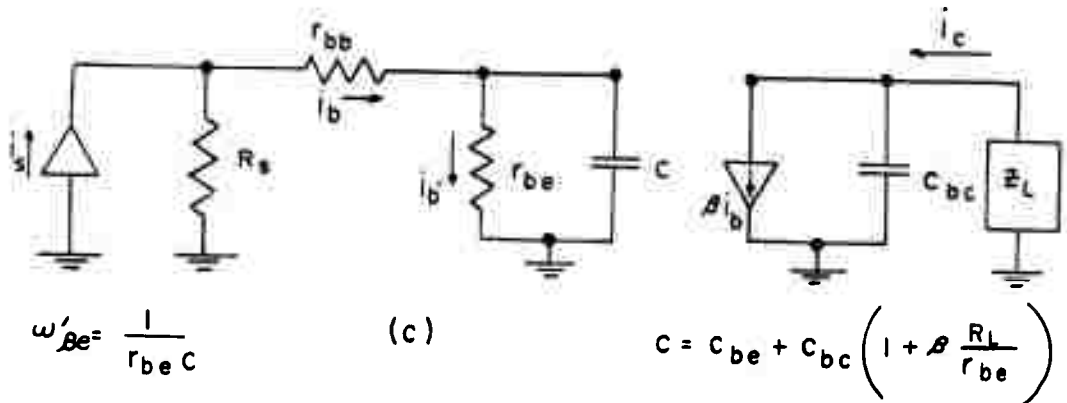 r_bb
i_c
i_b
i_s
R_s
i_b'
r_be
C
βi_b
C_bc
Z_L
ω'_βe = 1 / (r_be C)
(c)
C = C_be + C_bc (1 + β R_L / r_be)